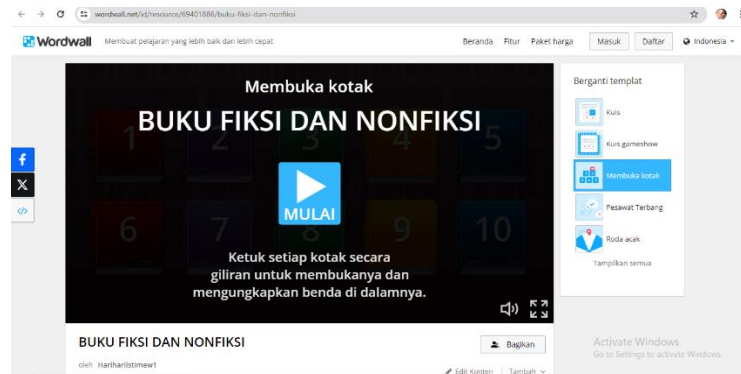 wordwall.net/id/resource/69401886/buku-fiksi-dan-nonfiksi
Wordwall Membuat pelajaran yang lebih baik dan lebih cepat Beranda Fitur Paket harga Masuk Daftar Indonesia
Membuka kotak
BUKU FIKSI DAN NONFIKSI
1 2 3 4 5
MULAI
6 7 8 9 10
Ketuk setiap kotak secara
giliran untuk membukanya dan
mengungkapkan benda di dalamnya.
Berganti templat
Kuis
Kuis gameshow
Membuka kotak
Pesawat Terbang
Roda acak
Tampilkan semua
BUKU FIKSI DAN NONFIKSI
Bagikan
oleh Hariharilstimew1
Edit Konten Tambah
Activate Windows
Go to Settings to activate Windows.